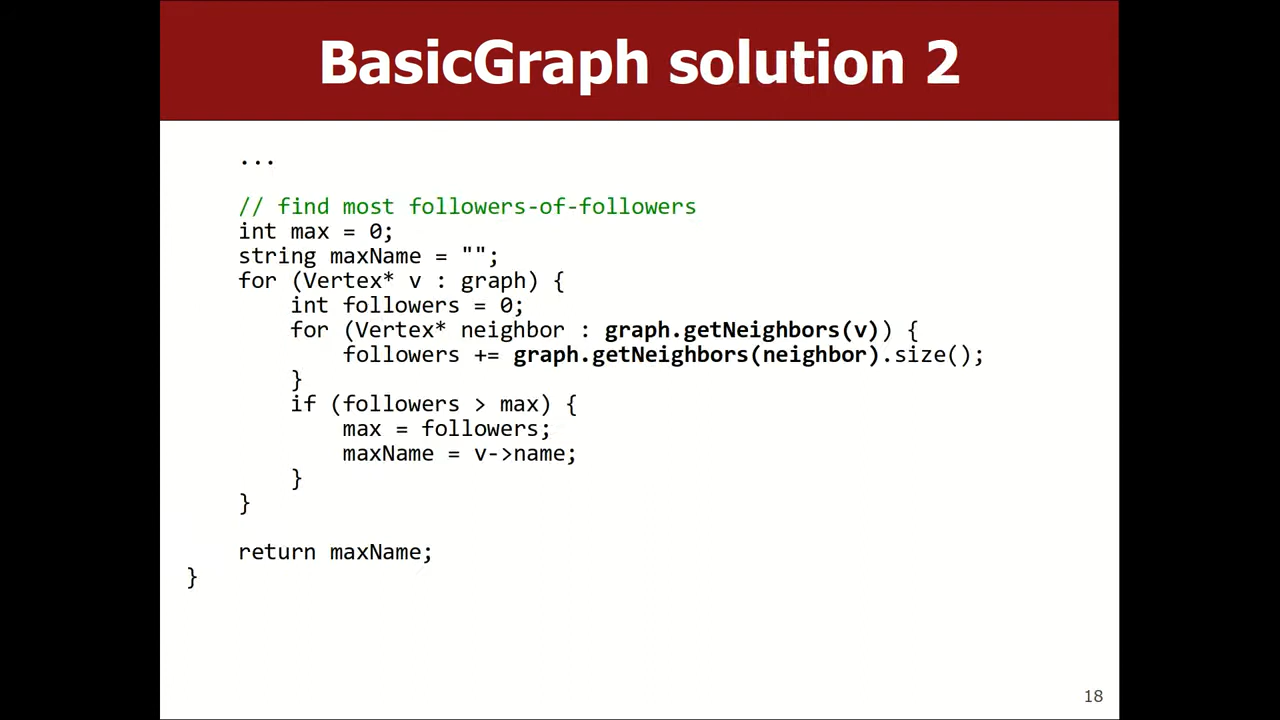 BasicGraph solution 2
...
// find most followers-of-followers
int max = 0;
string maxName = "";
for (Vertex* v : graph) {
int followers = 0;
for (Vertex* neighbor : graph.getNeighbors(v)) {
followers += graph.getNeighbors(neighbor).size();
}
if (followers > max) {
max = followers;
maxName = v->name;
}
}
return maxName;
}
18